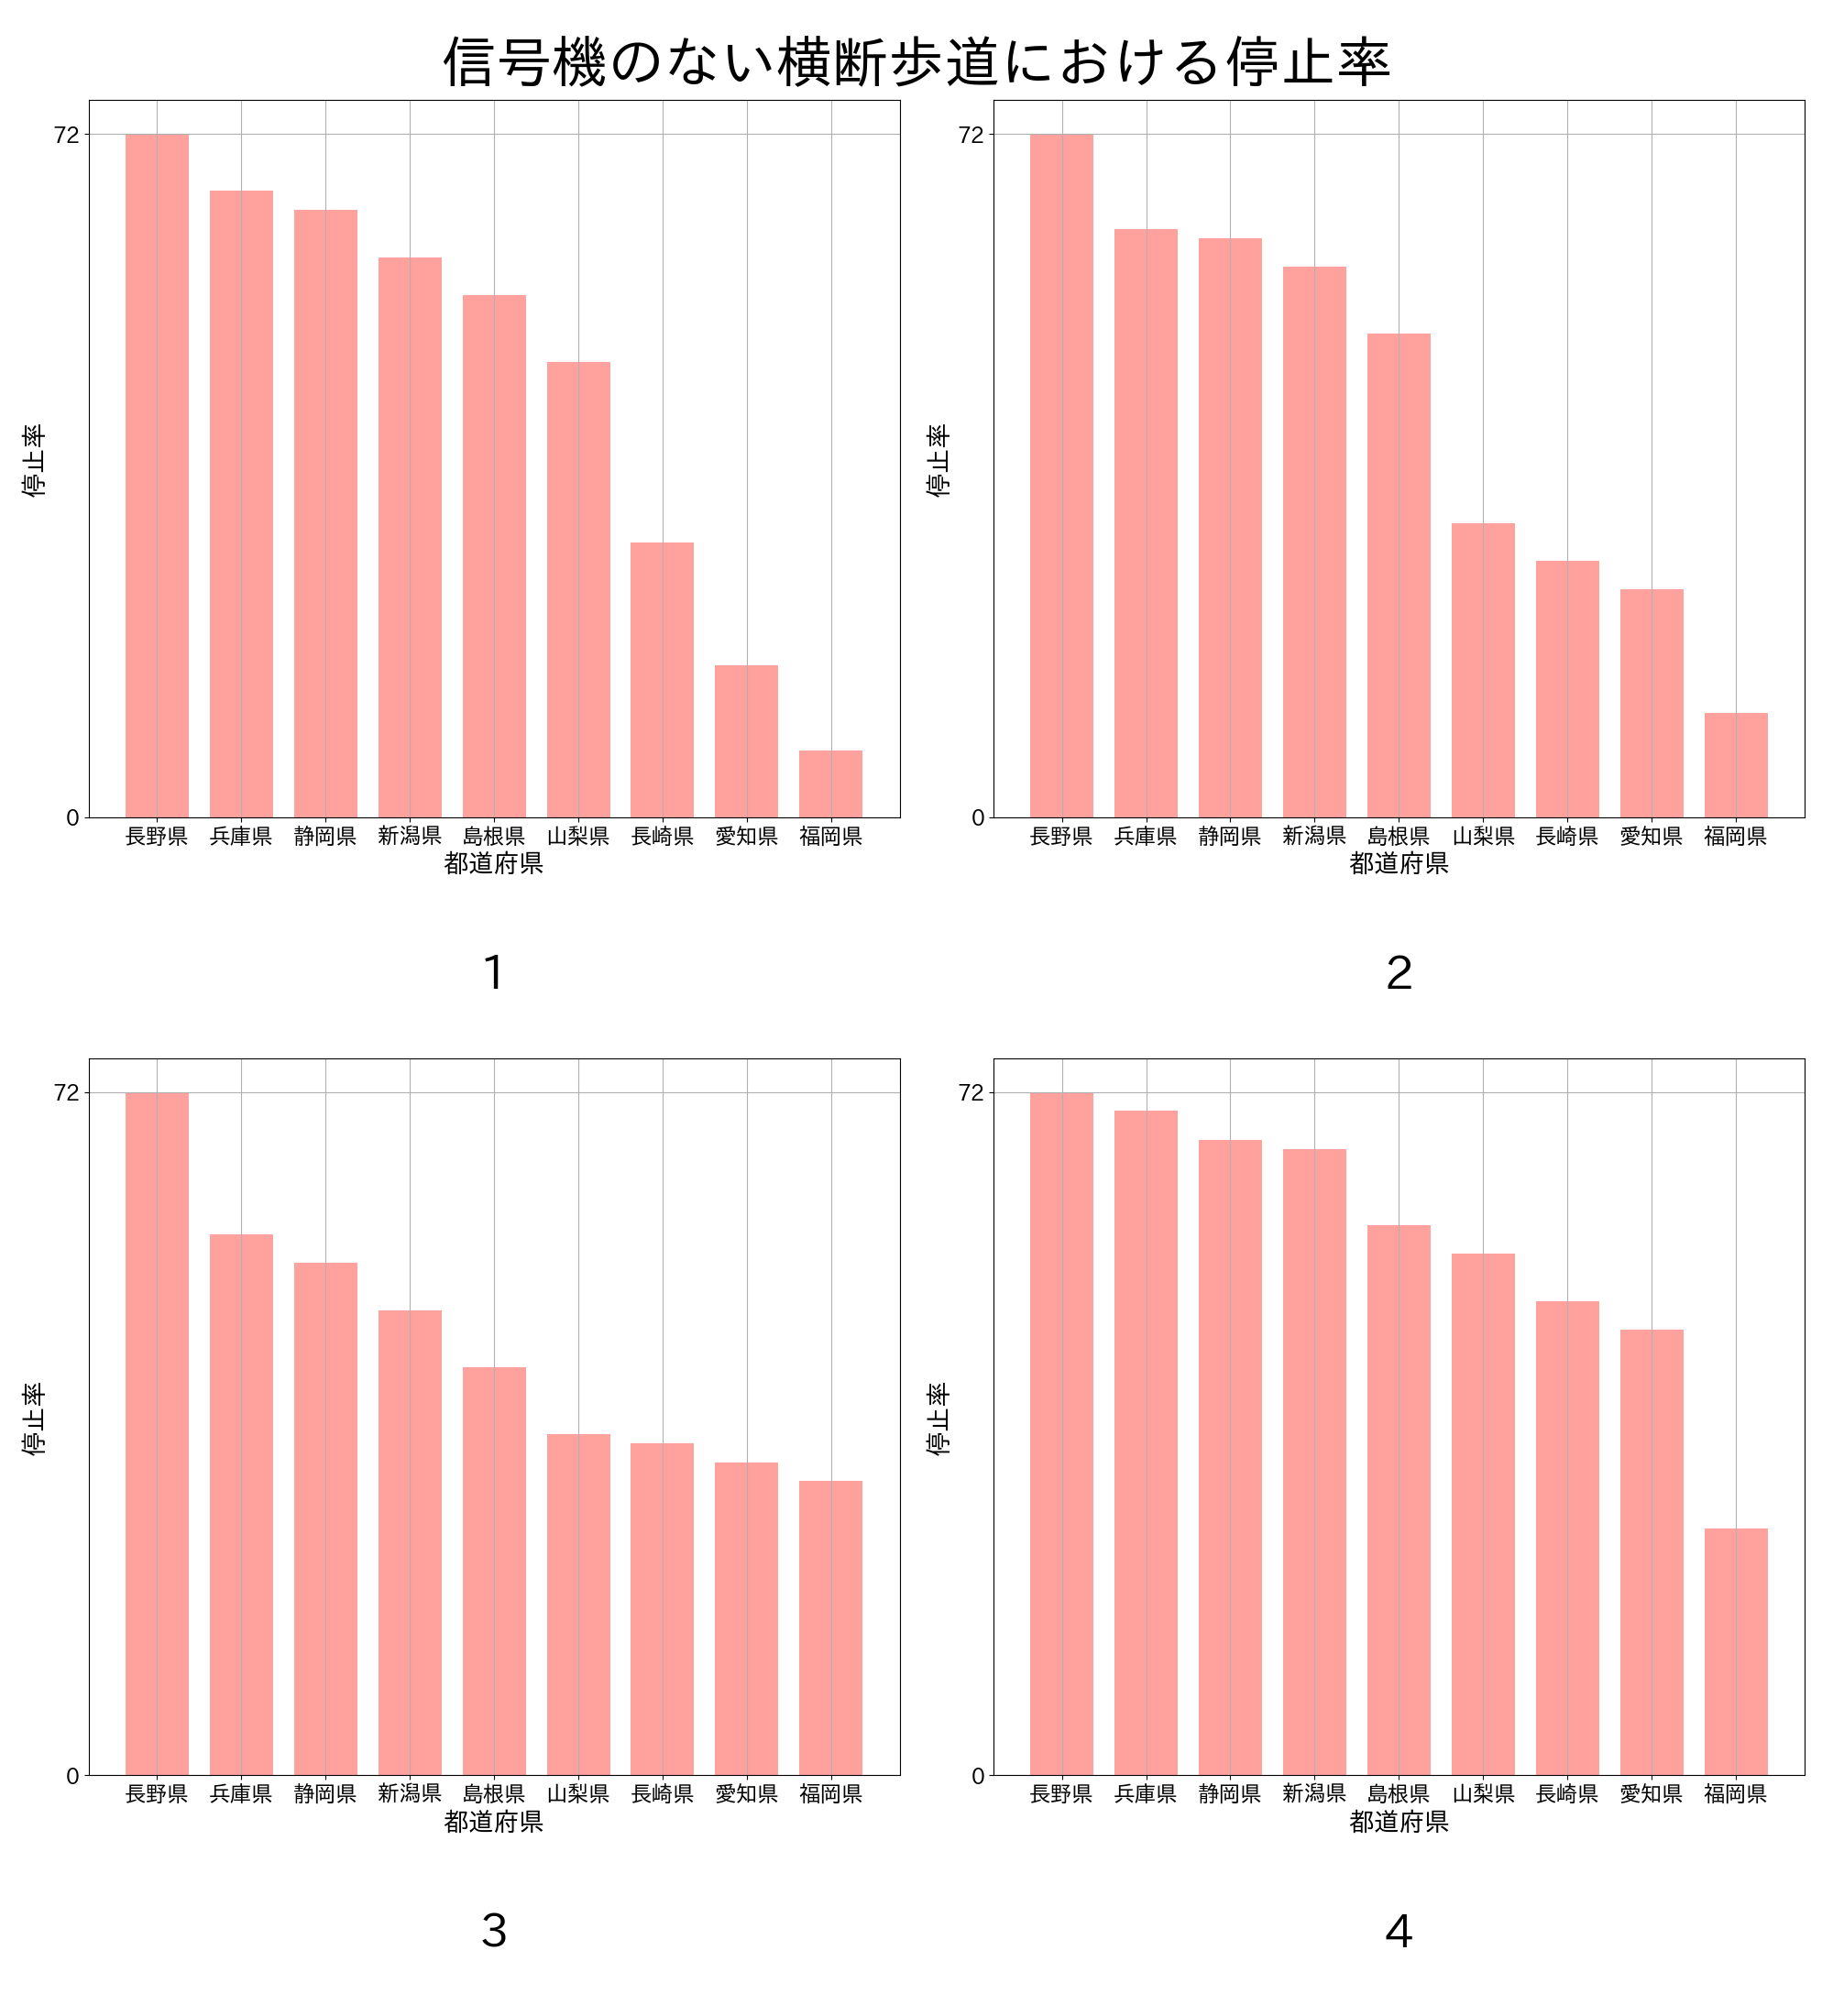 信号機のない横断歩道における停止率
72
0
停止率
長野県 兵庫県 静岡県 新潟県 島根県 山梨県 長崎県 愛知県 福岡県
都道府県
1
72
0
停止率
長野県 兵庫県 静岡県 新潟県 島根県 山梨県 長崎県 愛知県 福岡県
都道府県
2
72
0
停止率
長野県 兵庫県 静岡県 新潟県 島根県 山梨県 長崎県 愛知県 福岡県
都道府県
3
72
0
停止率
長野県 兵庫県 静岡県 新潟県 島根県 山梨県 長崎県 愛知県 福岡県
都道府県
4